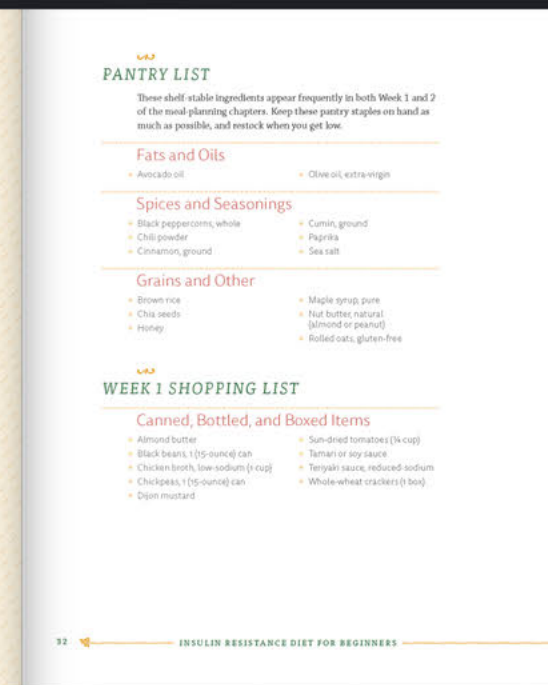 PANTRY LIST
These shelf-stable ingredients appear frequently in both Week 1 and 2
of the meal-planning chapters. Keep these pantry staples on hand as
much as possible, and restock when you get low.
Fats and Oils
Avocado oil
Olive oil, extra-virgin
Spices and Seasonings
Black peppercorns, whole
Chili powder
Cinnamon, ground
Cumin, ground
Paprika
Sea salt
Grains and Other
Brown rice
Chia seeds
Honey
Maple syrup, pure
Nut butter, natural
(almond or peanut)
Rolled oats, gluten-free
WEEK 1 SHOPPING LIST
Canned, Bottled, and Boxed Items
Almond butter
Black beans, 1 (15-ounce) can
Chicken broth, low-sodium (1 cup)
Chickpeas, 1 (15-ounce) can
Dijon mustard
Sun-dried tomatoes (¼ cup)
Tamari or soy sauce
Teriyaki sauce, reduced-sodium
Whole-wheat crackers (1 box)
32 INSULIN RESISTANCE DIET FOR BEGINNERS